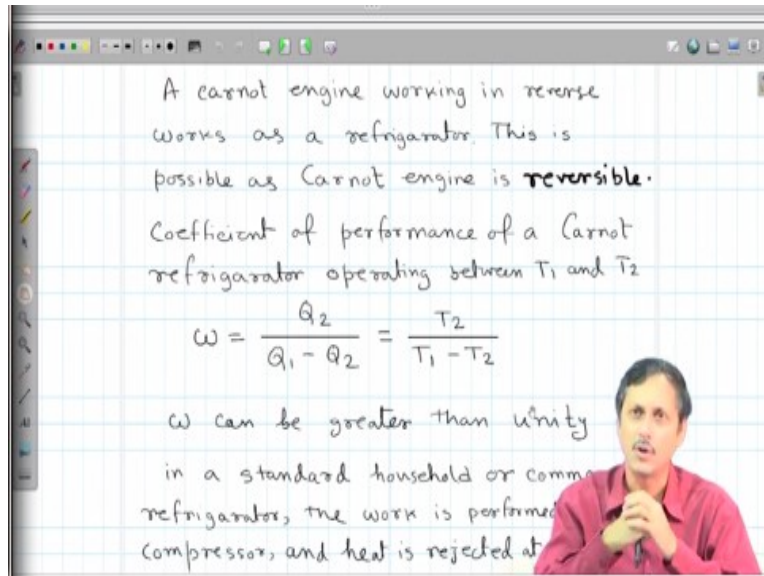 A carnot engine working in reverse
works as a refrigarator. This is
possible as Carnot engine is reversible.
Coefficient of performance of a Carnot
refrigarator operating between T1 and T2
ω = Q2 / (Q1 - Q2) = T2 / (T1 - T2)
ω can be greater than unity
in a standard household or comm
refrigarator, the work is performed
compressor, and heat is rejected at